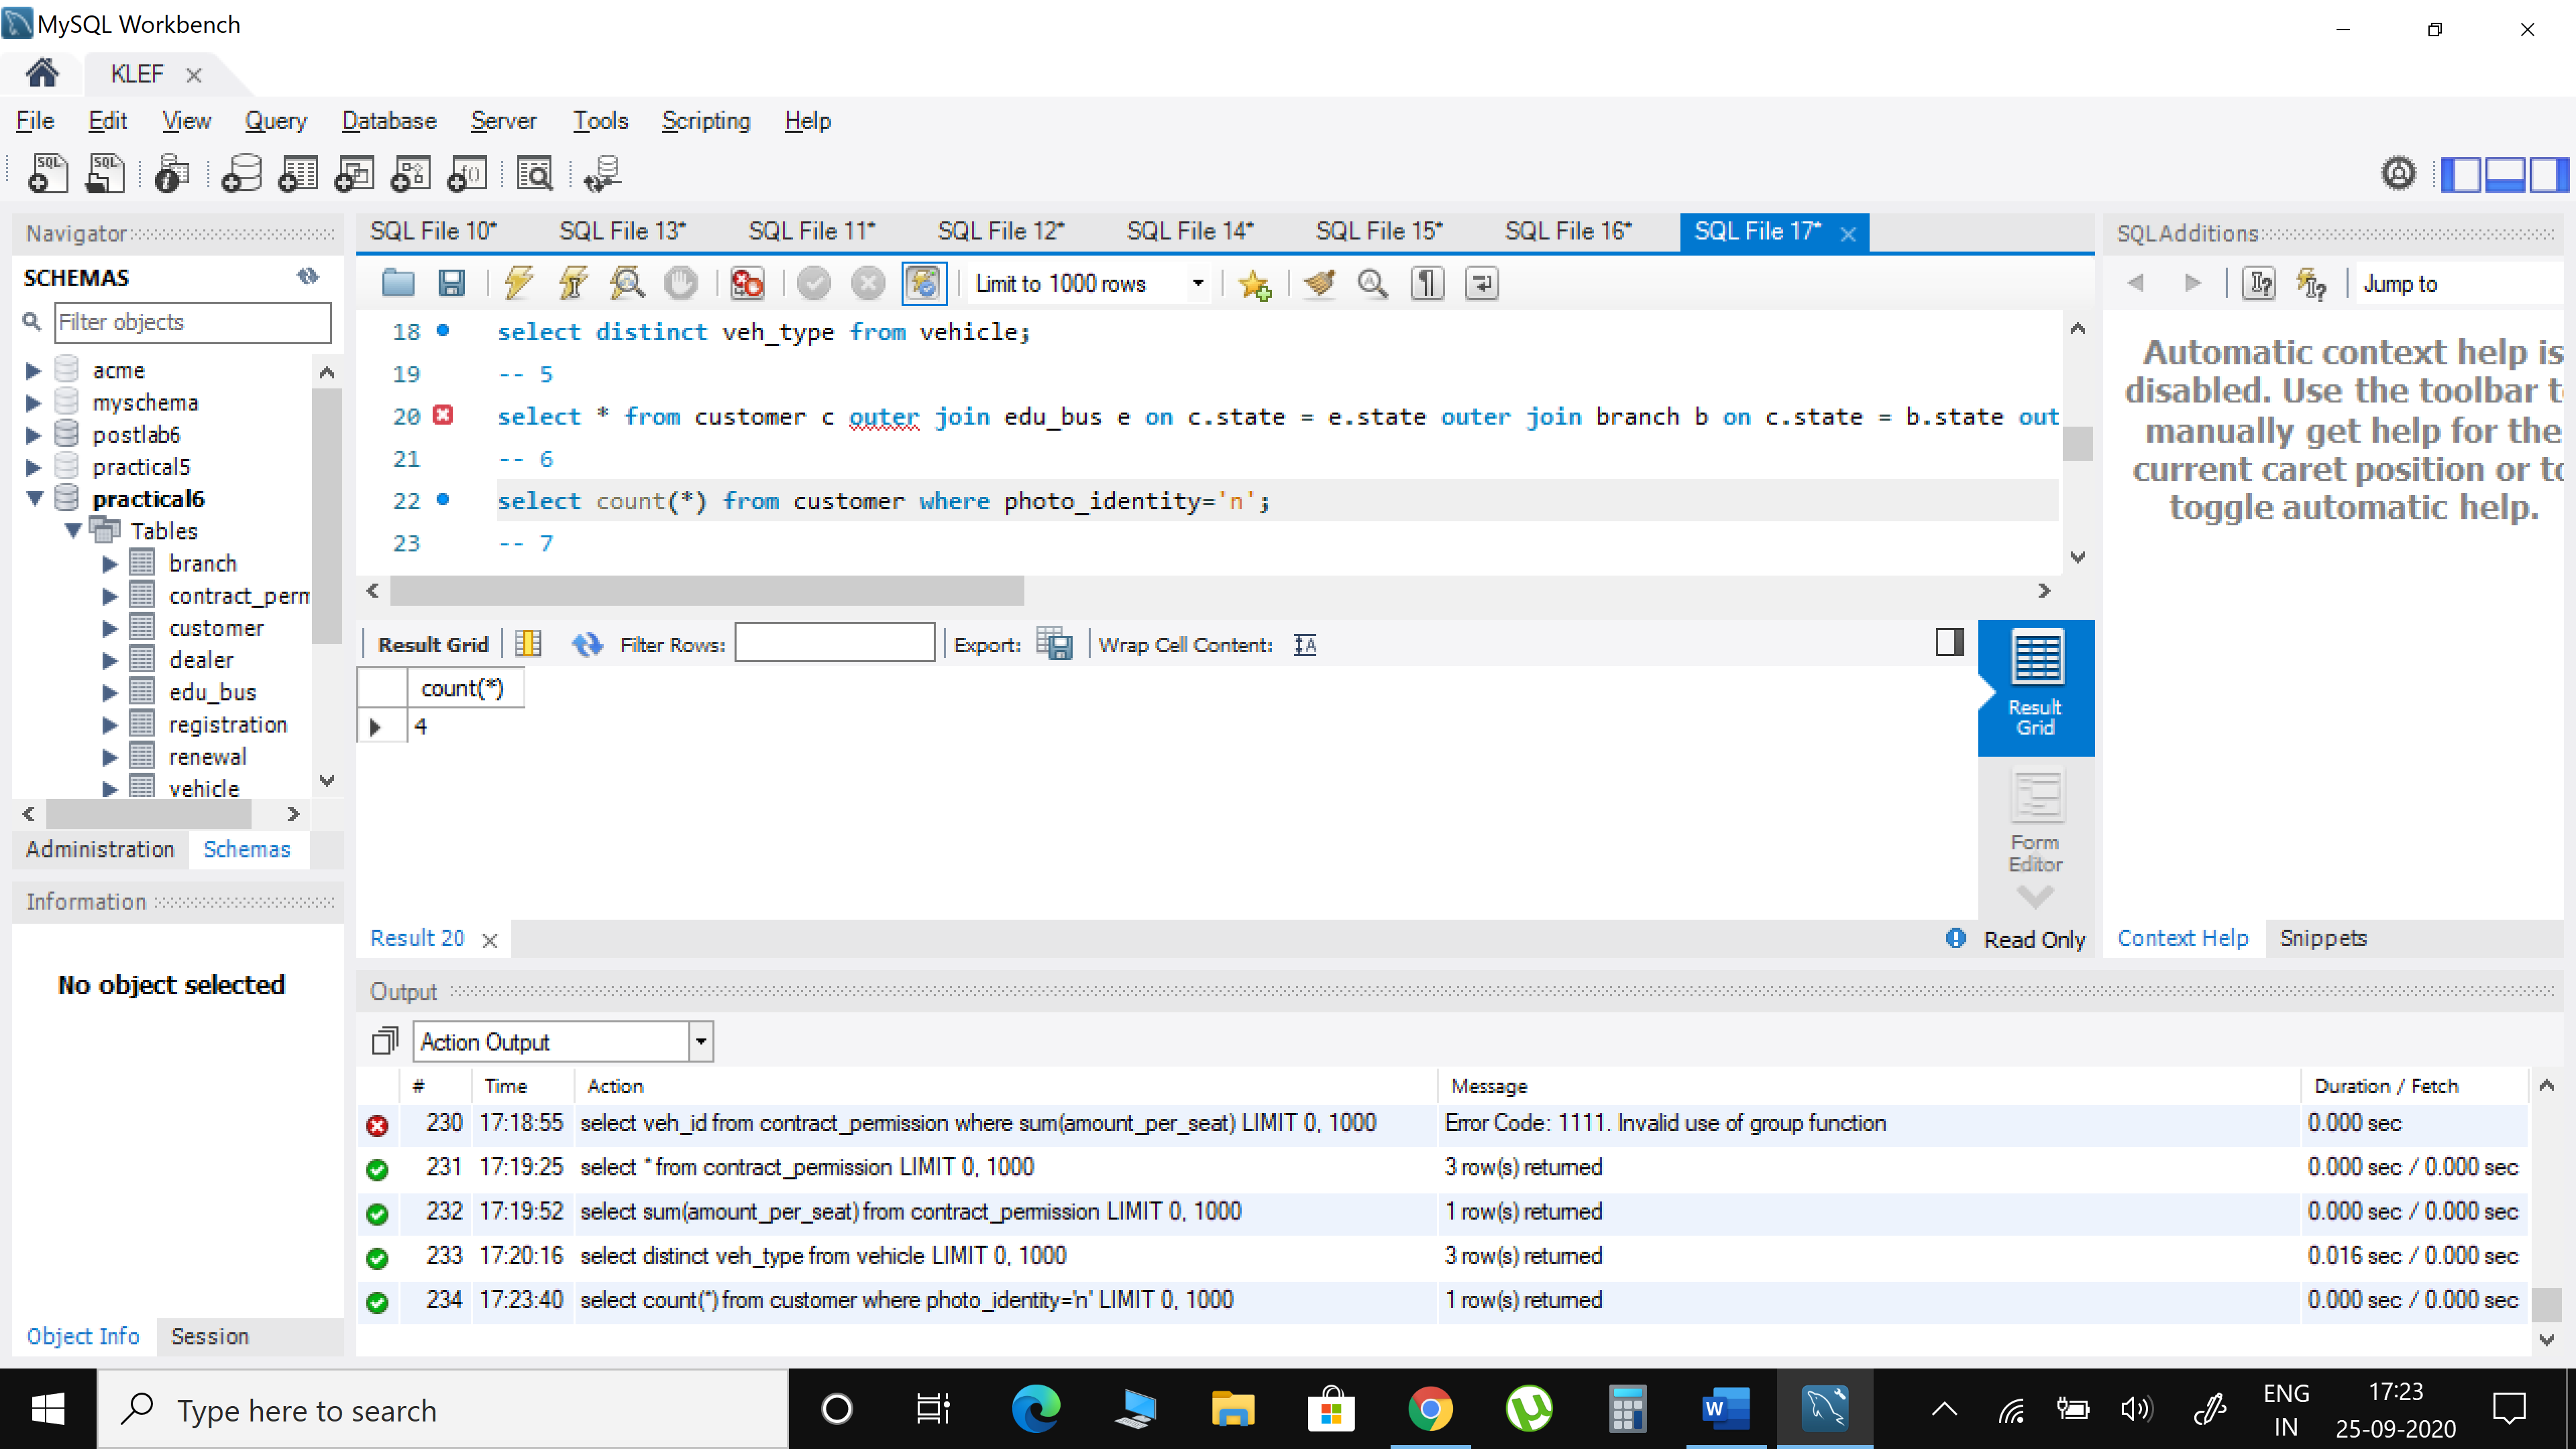 MySQL Workbench
KLEF
File Edit View Query Database Server Tools Scripting Help
Navigator
SCHEMAS
Filter objects
acme
myschema
postlab6
practical5
practical6
Tables
branch
contract_perm
customer
dealer
edu_bus
registration
renewal
vehicle
Administration Schemas
Information
No object selected
Object Info Session
SQL File 10* SQL File 13* SQL File 11* SQL File 12* SQL File 14* SQL File 15* SQL File 16* SQL File 17*
Limit to 1000 rows
18 select distinct veh_type from vehicle;
19 -- 5
20 select * from customer c outer join edu_bus e on c.state = e.state outer join branch b on c.state = b.state out
21 -- 6
22 select count(*) from customer where photo_identity='n';
23 -- 7
Result Grid Filter Rows: Export: Wrap Cell Content:
count(*)
4
Result Grid
Form Editor
Result 20 Read Only
SQLAdditions
Jump to
Automatic context help is
disabled. Use the toolbar t
manually get help for the
current caret position or to
toggle automatic help.
Context Help Snippets
Output
Action Output
# Time Action Message Duration / Fetch
230 17:18:55 select veh_id from contract_permission where sum(amount_per_seat) LIMIT 0, 1000 Error Code: 1111. Invalid use of group function 0.000 sec
231 17:19:25 select * from contract_permission LIMIT 0, 1000 3 row(s) returned 0.000 sec / 0.000 sec
232 17:19:52 select sum(amount_per_seat) from contract_permission LIMIT 0, 1000 1 row(s) returned 0.000 sec / 0.000 sec
233 17:20:16 select distinct veh_type from vehicle LIMIT 0, 1000 3 row(s) returned 0.016 sec / 0.000 sec
234 17:23:40 select count(*) from customer where photo_identity='n' LIMIT 0, 1000 1 row(s) returned 0.000 sec / 0.000 sec
Type here to search
ENG
IN
17:23
25-09-2020